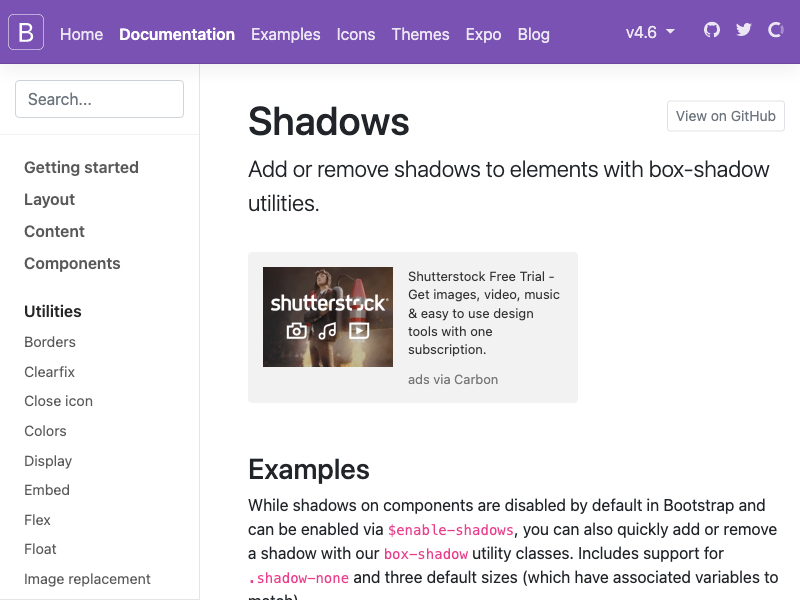 B Home Documentation Examples Icons Themes Expo Blog v4.6
Search...
Getting started
Layout
Content
Components
Utilities
Borders
Clearfix
Close icon
Colors
Display
Embed
Flex
Float
Image replacement
Shadows
View on GitHub
Add or remove shadows to elements with box-shadow
utilities.
shutterstock
Shutterstock Free Trial -
Get images, video, music
& easy to use design
tools with one
subscription.
ads via Carbon
Examples
While shadows on components are disabled by default in Bootstrap and
can be enabled via $enable-shadows, you can also quickly add or remove
a shadow with our box-shadow utility classes. Includes support for
.shadow-none and three default sizes (which have associated variables to
match).